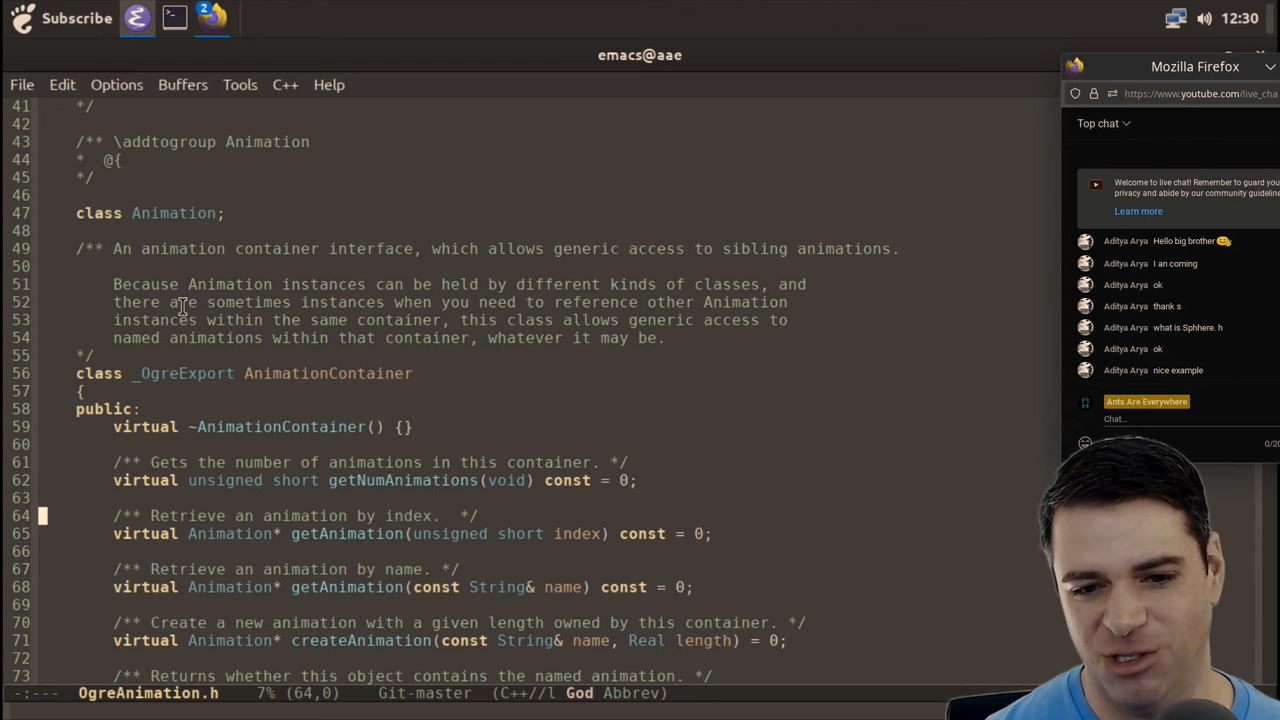 Subscribe
2
12:30
emacs@aae
File Edit Options Buffers Tools C++ Help
41 */
42
43 /** \addtogroup Animation
44 * @{
45 */
46
47 class Animation;
48
49 /** An animation container interface, which allows generic access to sibling animations.
50
51 Because Animation instances can be held by different kinds of classes, and
52 there are sometimes instances when you need to reference other Animation
53 instances within the same container, this class allows generic access to
54 named animations within that container, whatever it may be.
55 */
56 class _OgreExport AnimationContainer
57 {
58 public:
59 virtual ~AnimationContainer() {}
60
61 /** Gets the number of animations in this container. */
62 virtual unsigned short getNumAnimations(void) const = 0;
63
64 /** Retrieve an animation by index.  */
65 virtual Animation* getAnimation(unsigned short index) const = 0;
66
67 /** Retrieve an animation by name. */
68 virtual Animation* getAnimation(const String& name) const = 0;
69
70 /** Create a new animation with a given length owned by this container. */
71 virtual Animation* createAnimation(const String& name, Real length) = 0;
72
73 /** Returns whether this object contains the named animation. */
-:--- OgreAnimation.h 7% (64,0) Git-master (C++//l God Abbrev)
Mozilla Firefox
https://www.youtube.com/live_cha
Top chat
Welcome to live chat! Remember to guard you
privacy and abide by our community guideline
Learn more
Aditya Arya Hello big brother
Aditya Arya I an coming
Aditya Arya ok
Aditya Arya thank s
Aditya Arya what is Sphhere. h
Aditya Arya ok
Aditya Arya nice example
Ants Are Everywhere
Chat...
0/20